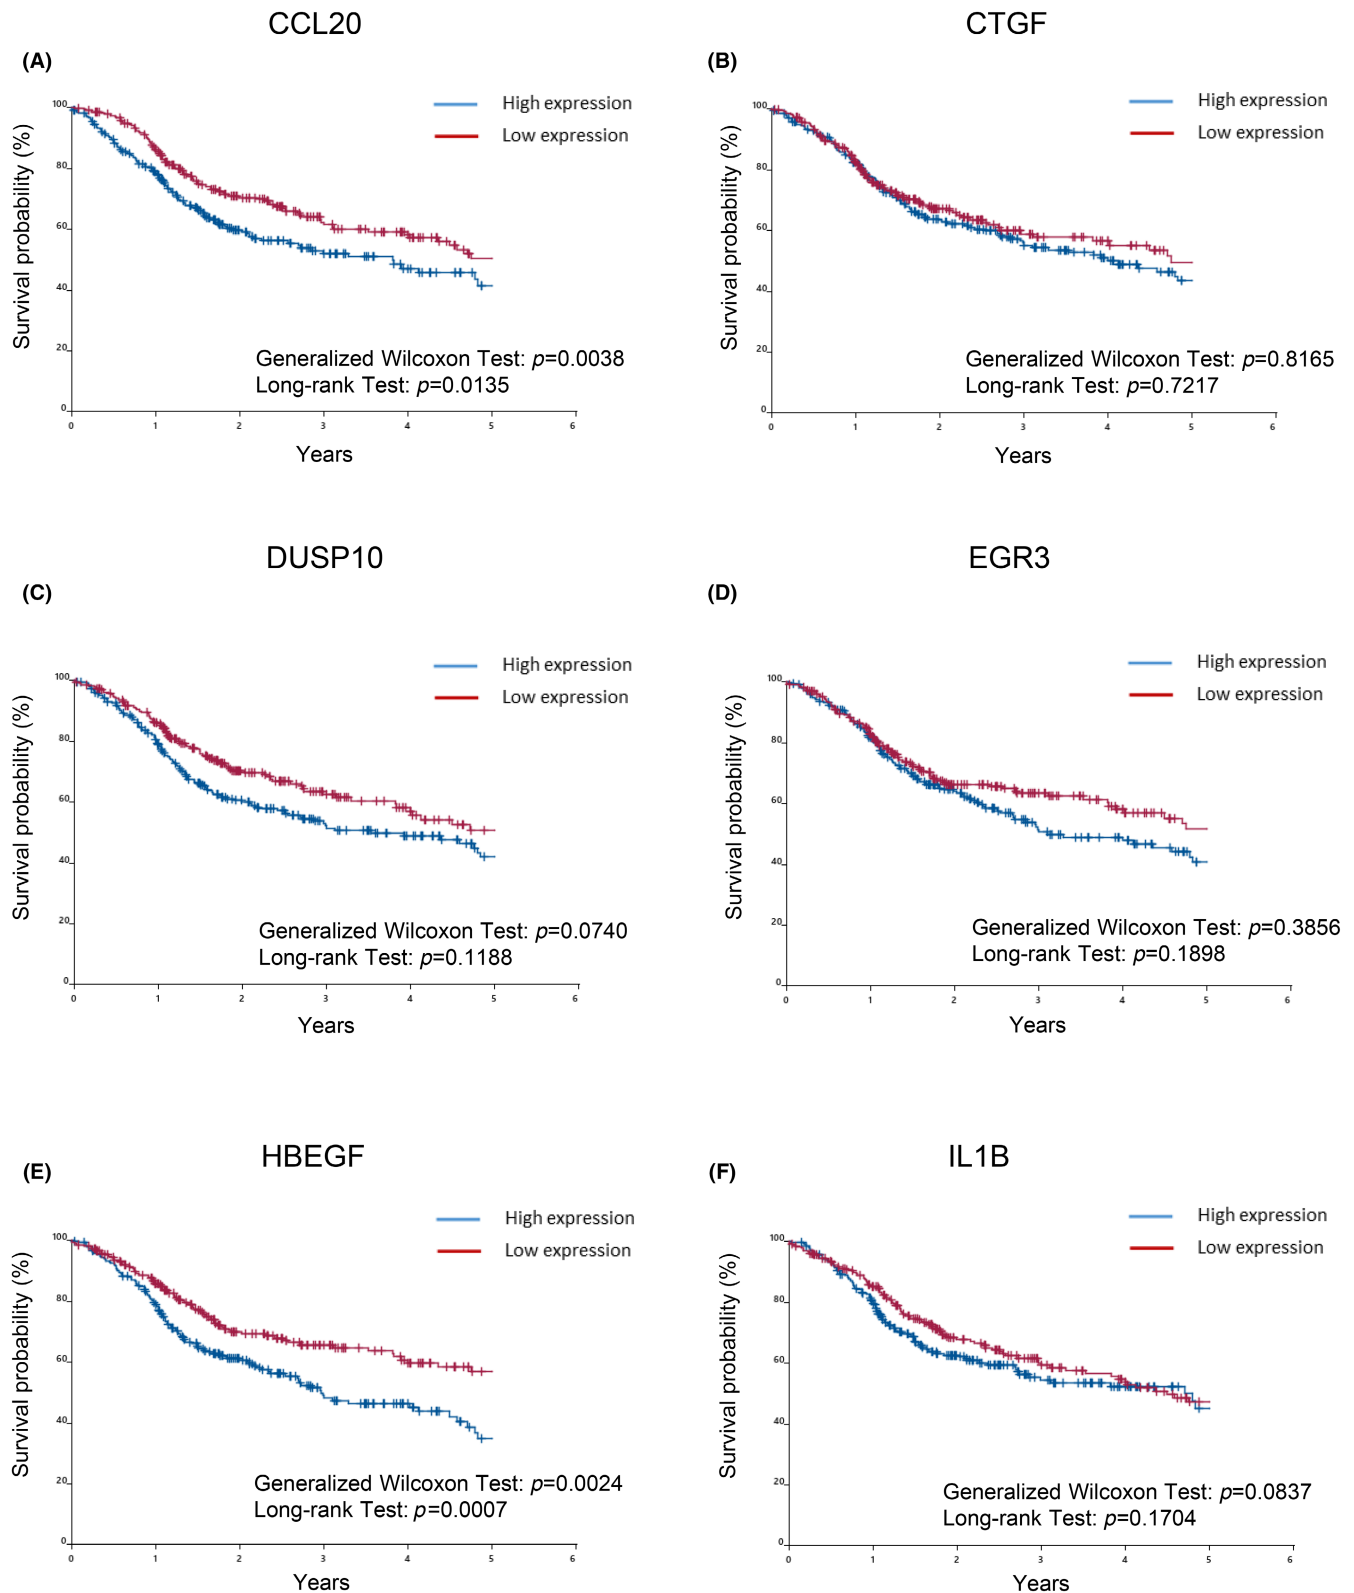 CCL20
(A)
High expression
Low expression
Survival probability (%)
100
80
60
40
20
0
Generalized Wilcoxon Test: p=0.0038
Long-rank Test: p=0.0135
0 1 2 3 4 5 6
Years
CTGF
(B)
High expression
Low expression
Survival probability (%)
100
80
60
40
20
0
Generalized Wilcoxon Test: p=0.8165
Long-rank Test: p=0.7217
0 1 2 3 4 5 6
Years
DUSP10
(C)
High expression
Low expression
Survival probability (%)
100
80
60
40
20
0
Generalized Wilcoxon Test: p=0.0740
Long-rank Test: p=0.1188
0 1 2 3 4 5 6
Years
EGR3
(D)
High expression
Low expression
Survival probability (%)
100
80
60
40
20
0
Generalized Wilcoxon Test: p=0.3856
Long-rank Test: p=0.1898
0 1 2 3 4 5 6
Years
HBEGF
(E)
High expression
Low expression
Survival probability (%)
100
80
60
40
20
0
Generalized Wilcoxon Test: p=0.0024
Long-rank Test: p=0.0007
0 1 2 3 4 5 6
Years
IL1B
(F)
High expression
Low expression
Survival probability (%)
100
80
60
40
20
0
Generalized Wilcoxon Test: p=0.0837
Long-rank Test: p=0.1704
0 1 2 3 4 5 6
Years